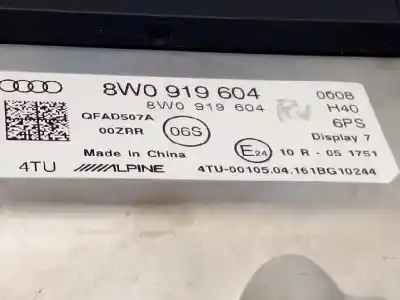 8W0 919 604
8W0 919 604
0608
H40
6PS
QFAD507A
00ZRR
06S
Display 7
Made in China
E24
10 R - 05 1751
4TU
ALPINE
4TU-00105.04.161BG10244